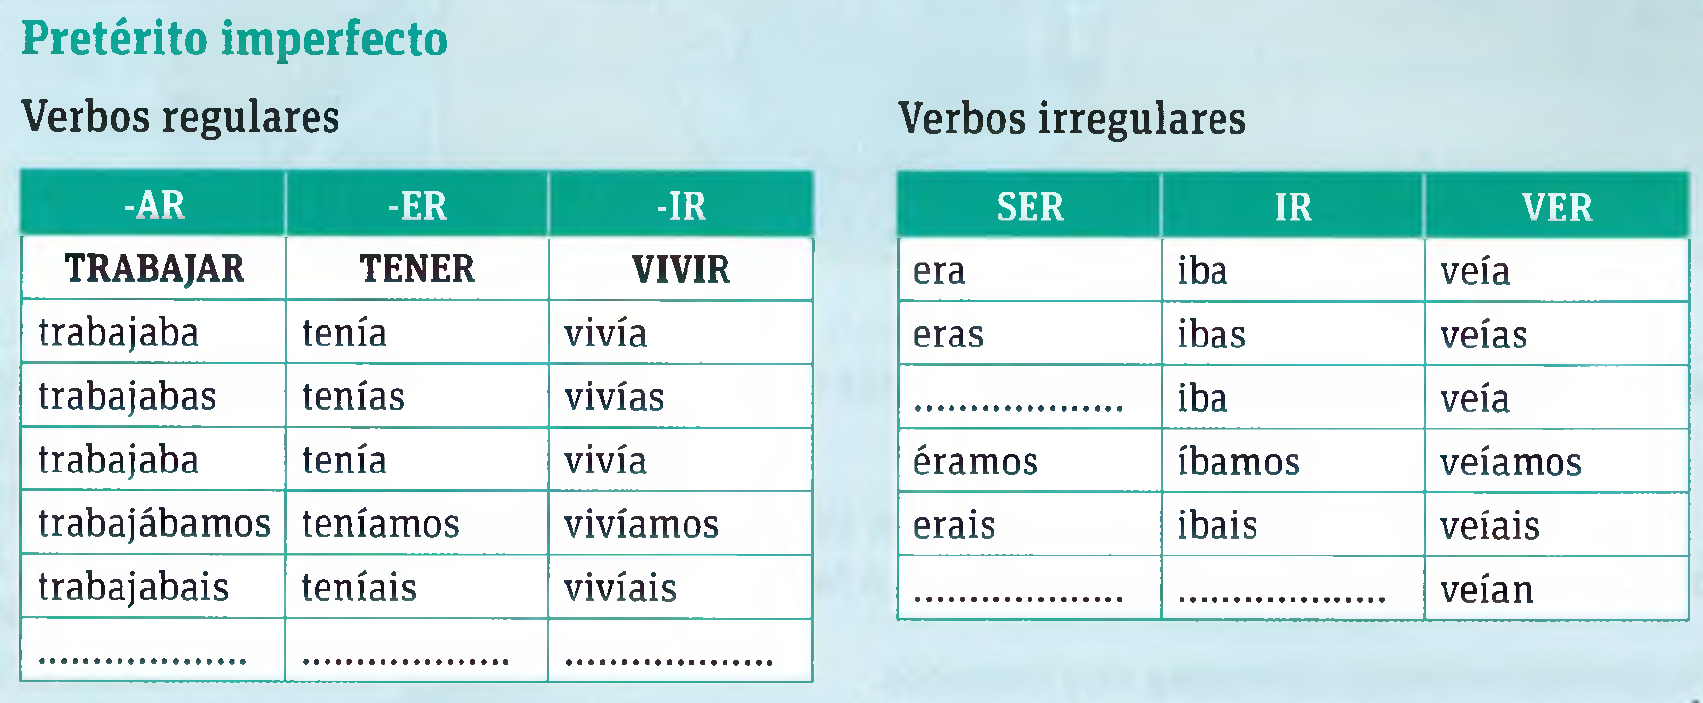 Pretérito imperfecto
Verbos regulares
-AR -ER -IR
TRABAJAR TENER VIVIR
trabajaba tenía vivía
trabajabas tenías vivías
trabajaba tenía vivía
trabajábamos teníamos vivíamos
trabajabais teníais vivíais
................... ................... ...................
Verbos irregulares
SER IR VER
era iba veía
eras ibas veías
................... iba veía
éramos íbamos veíamos
erais ibais veíais
................... ................... veían